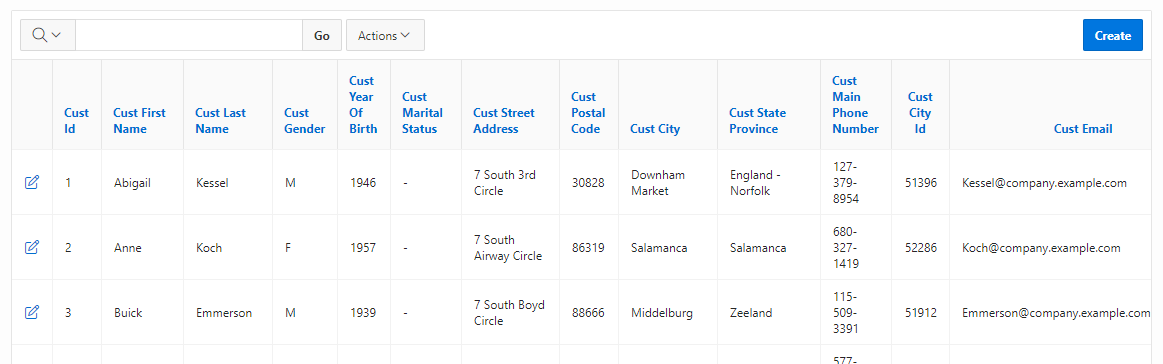 Go Actions Create
Cust Id Cust First Name Cust Last Name Cust Gender Cust Year Of Birth Cust Marital Status Cust Street Address Cust Postal Code Cust City Cust State Province Cust Main Phone Number Cust City Id Cust Email
1 Abigail Kessel M 1946 - 7 South 3rd Circle 30828 Downham Market England - Norfolk 127-379-8954 51396 Kessel@company.example.com
2 Anne Koch F 1957 - 7 South Airway Circle 86319 Salamanca Salamanca 680-327-1419 52286 Koch@company.example.com
3 Buick Emmerson M 1939 - 7 South Boyd Circle 88666 Middelburg Zeeland 115-509-3391 51912 Emmerson@company.example.com
577-